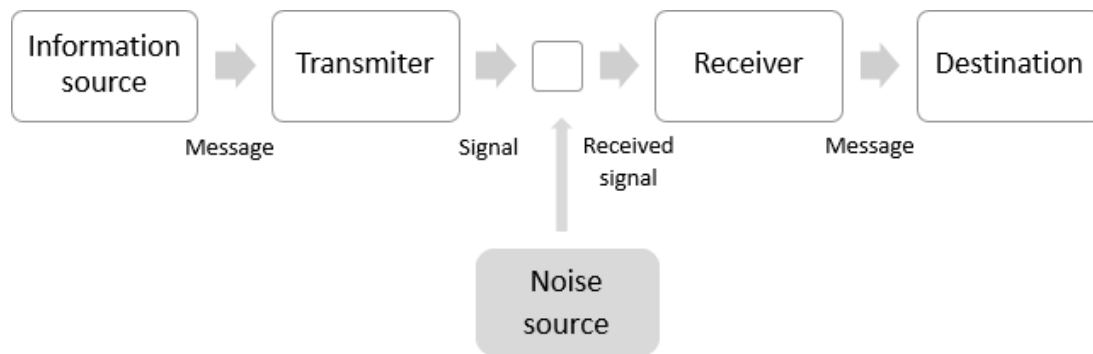 Information
source
Transmiter
Receiver
Destination
Message
Signal
Received
signal
Message
Noise
source